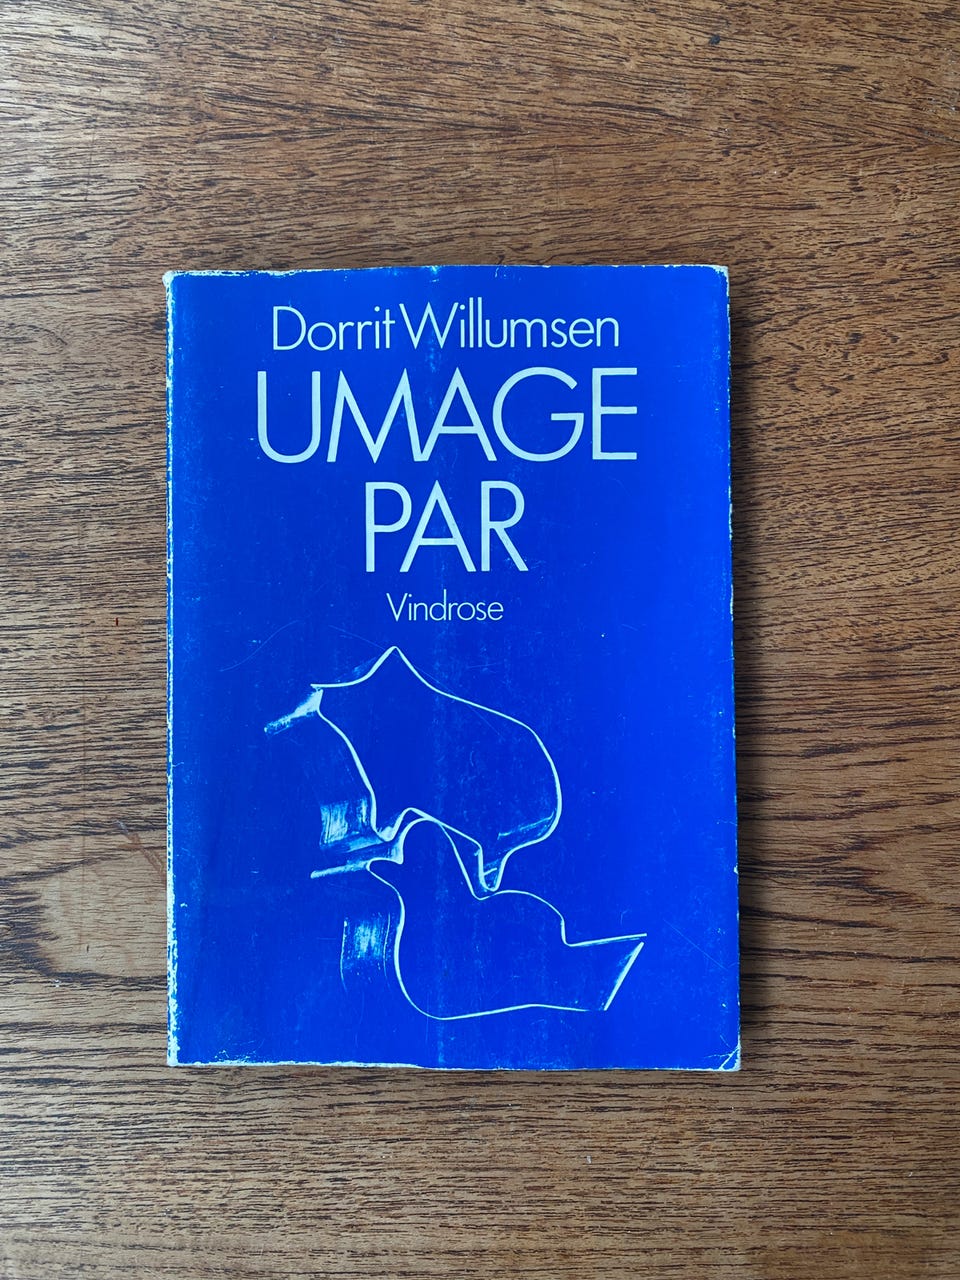 Dorrit Willumsen
UMAGE
PAR
Vindrose